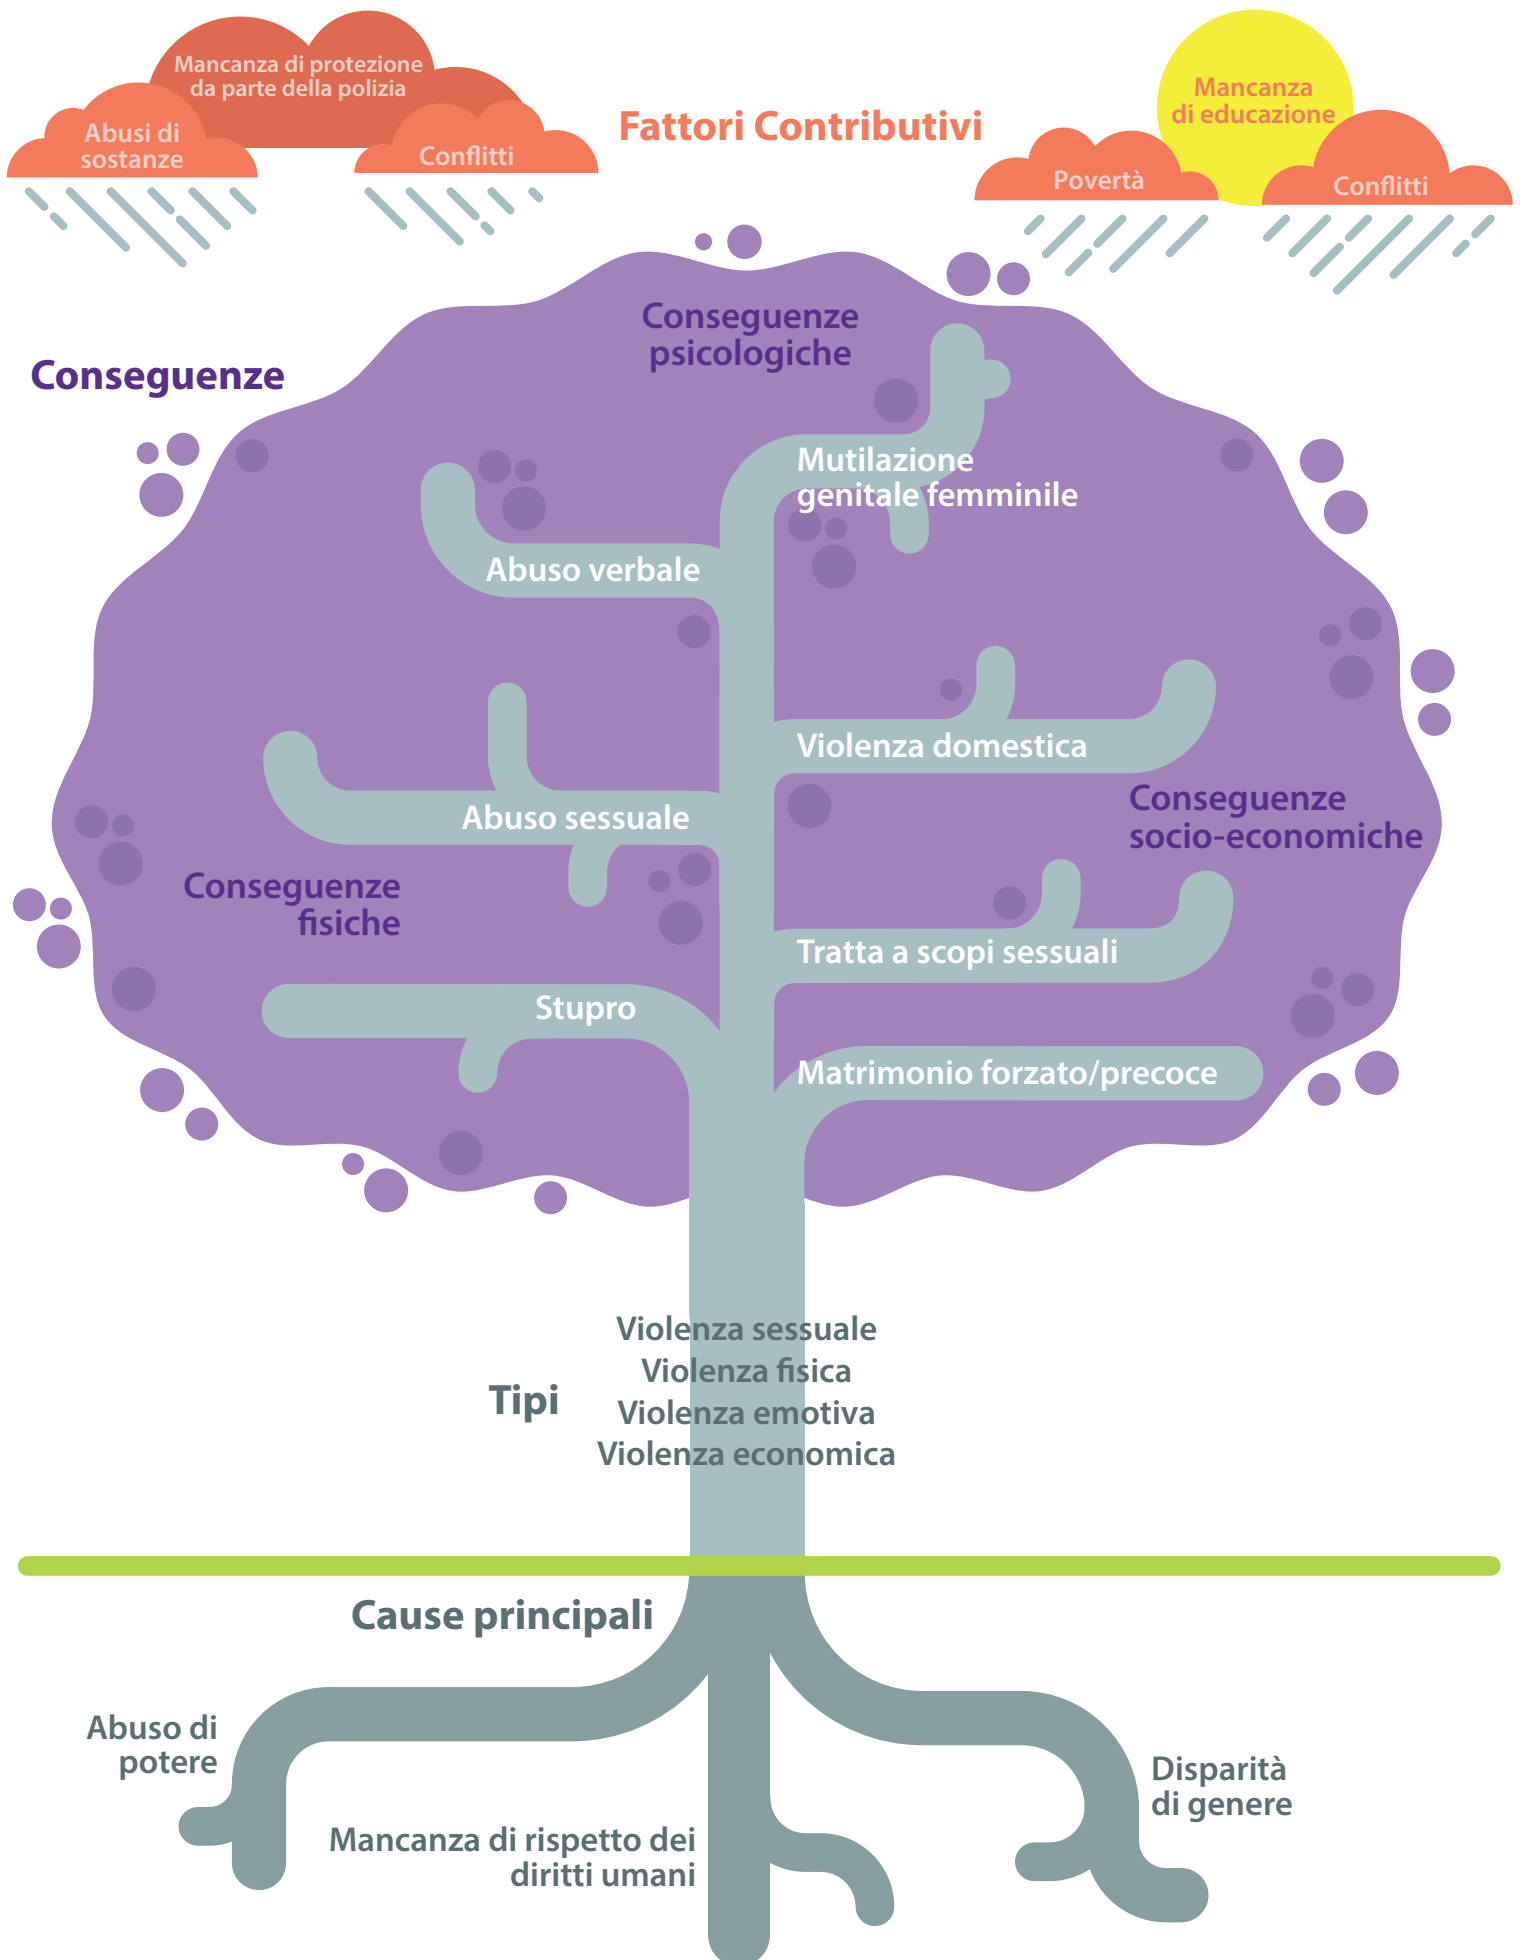 Mancanza di protezione
da parte della polizia
Abusi di
sostanze
Conflitti
Fattori Contributivi
Mancanza
di educazione
Povertà
Conflitti
Conseguenze
Conseguenze
psicologiche
Mutilazione
genitale femminile
Abuso verbale
Violenza domestica
Abuso sessuale
Conseguenze
socio-economiche
Conseguenze
fisiche
Tratta a scopi sessuali
Stupro
Matrimonio forzato/precoce
Tipi
Violenza sessuale
Violenza fisica
Violenza emotiva
Violenza economica
Cause principali
Abuso di
potere
Mancanza di rispetto dei
diritti umani
Disparità
di genere